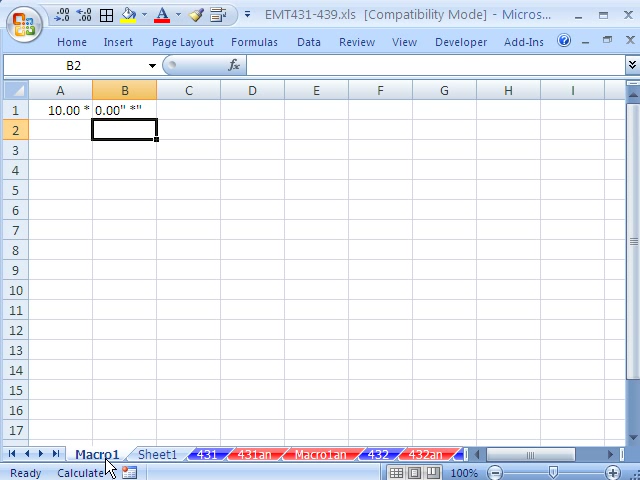 EMT431-439.xls [Compatibility Mode] - Micros...
Home Insert Page Layout Formulas Data Review View Developer Add-Ins
B2 fx
A B C D E F G H I
1 10.00 * 0.00" *"
2
3
4
5
6
7
8
9
10
11
12
13
14
15
16
17
Macro1 Sheet1 431 431an Macro1an 432 432an
Ready Calculate 100%